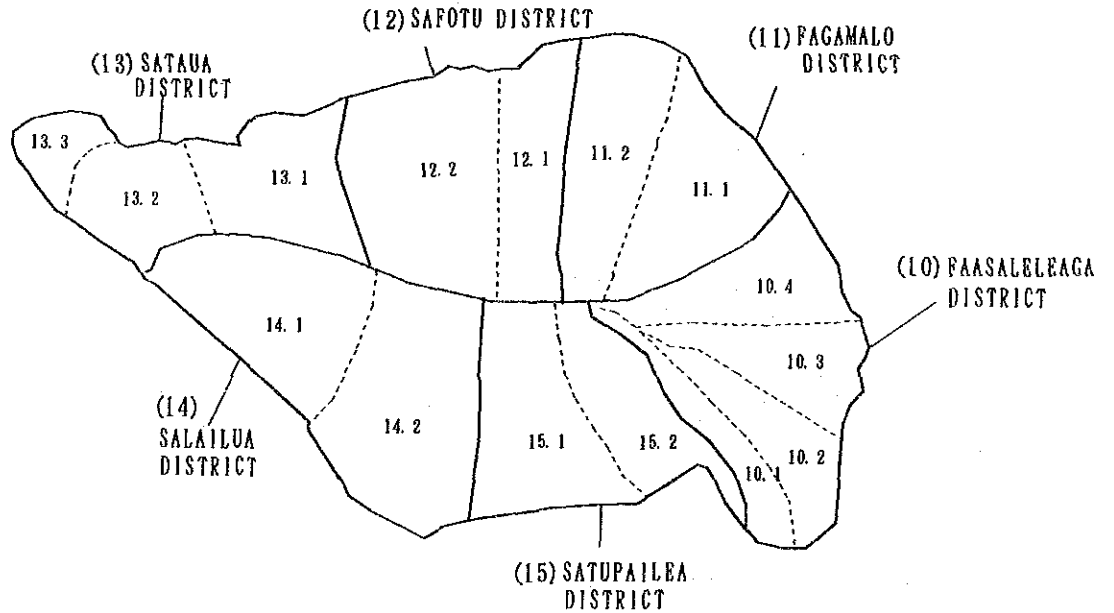 (12) SAFOTU DISTRICT
(11) FAGAMALO
DISTRICT
(13) SATAUA
DISTRICT
13. 3
13. 2
13. 1
12. 2
12. 1
11. 2
11. 1
(10) FAASALELEAGA
DISTRICT
10. 4
10. 3
10. 2
10. 1
14. 1
14. 2
15. 1
15. 2
(14)
SALAILUA
DISTRICT
(15) SATUPAILEA
DISTRICT